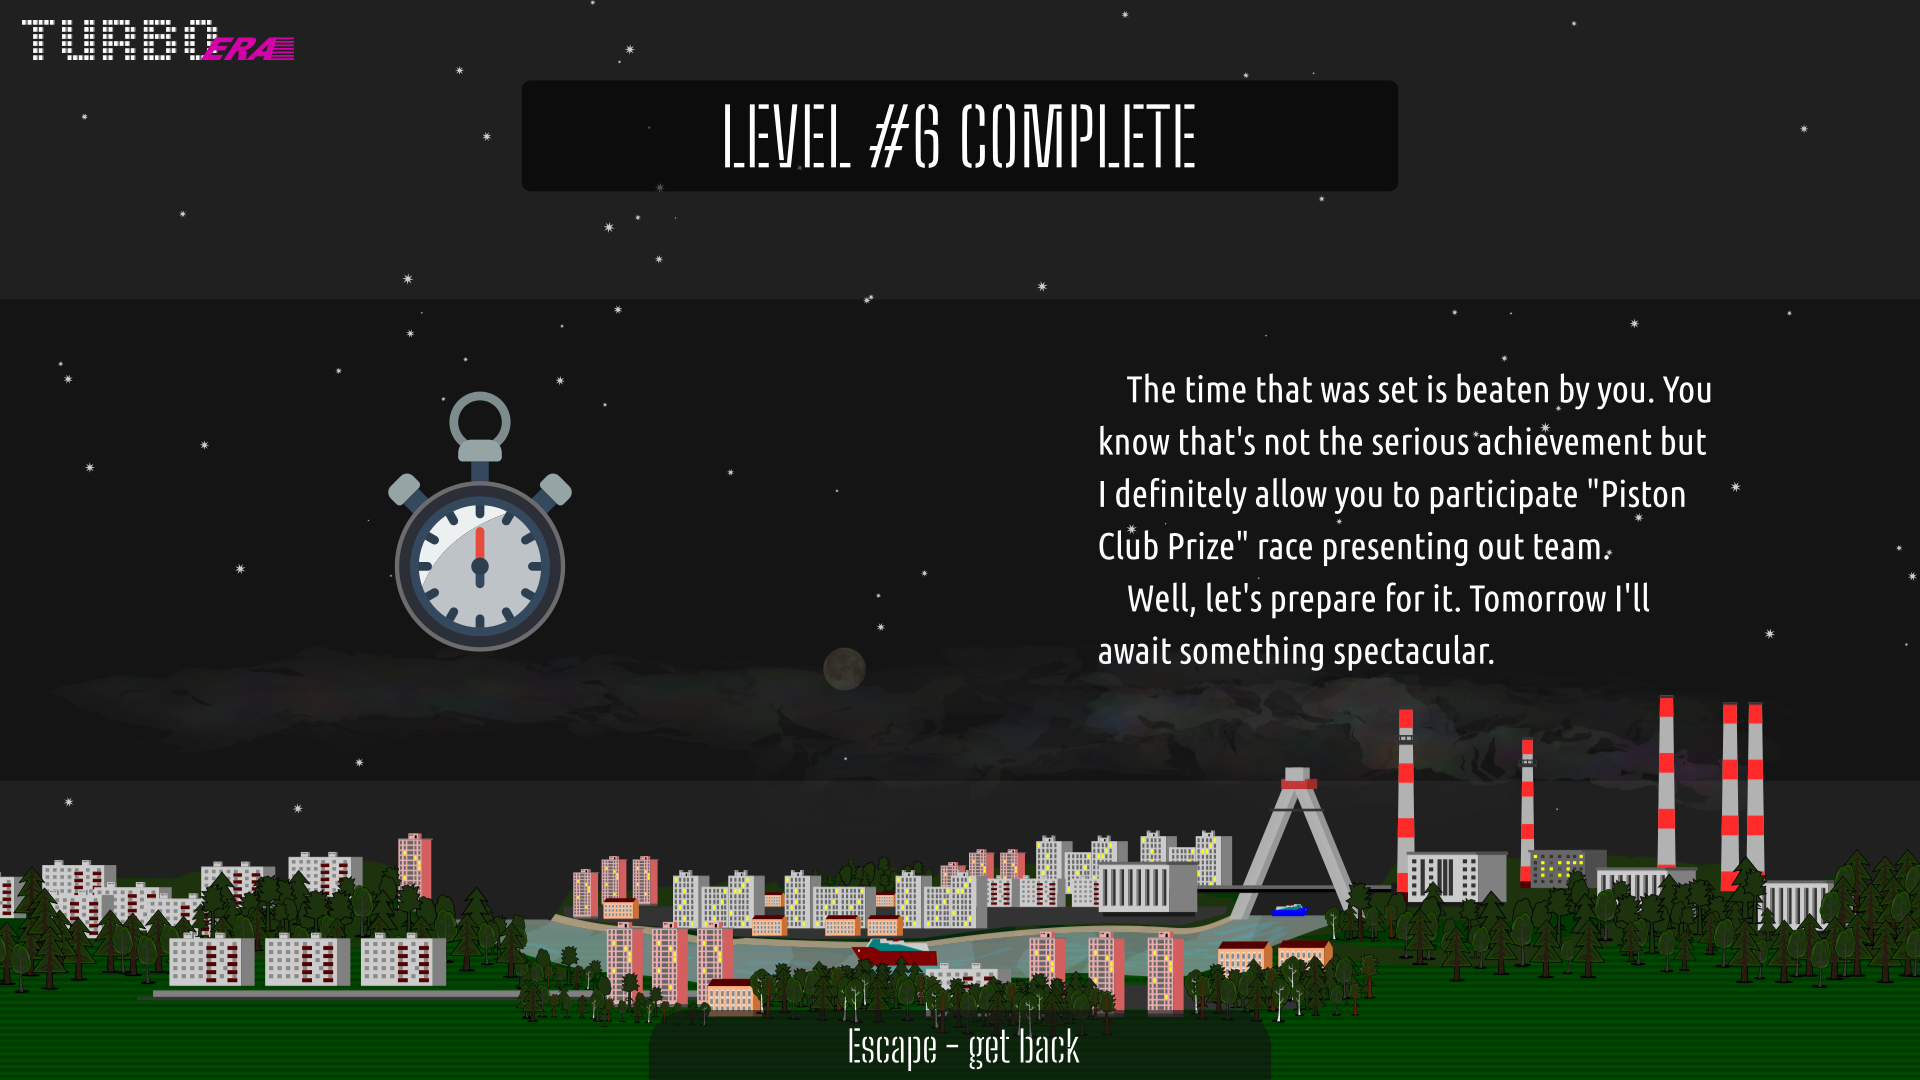 TURBO ERA
LEVEL #6 COMPLETE
The time that was set is beaten by you. You
know that's not the serious achievement but
I definitely allow you to participate "Piston
Club Prize" race presenting out team.
Well, let's prepare for it. Tomorrow I'll
await something spectacular.
Escape - get back